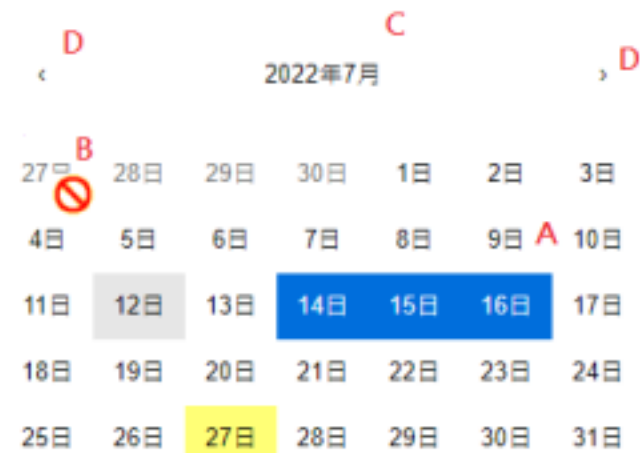 D C
‹ 2022年7月 › D
B
27日 28日 29日 30日 1日 2日 3日
4日 5日 6日 7日 8日 9日 A 10日
11日 12日 13日 14日 15日 16日 17日
18日 19日 20日 21日 22日 23日 24日
25日 26日 27日 28日 29日 30日 31日